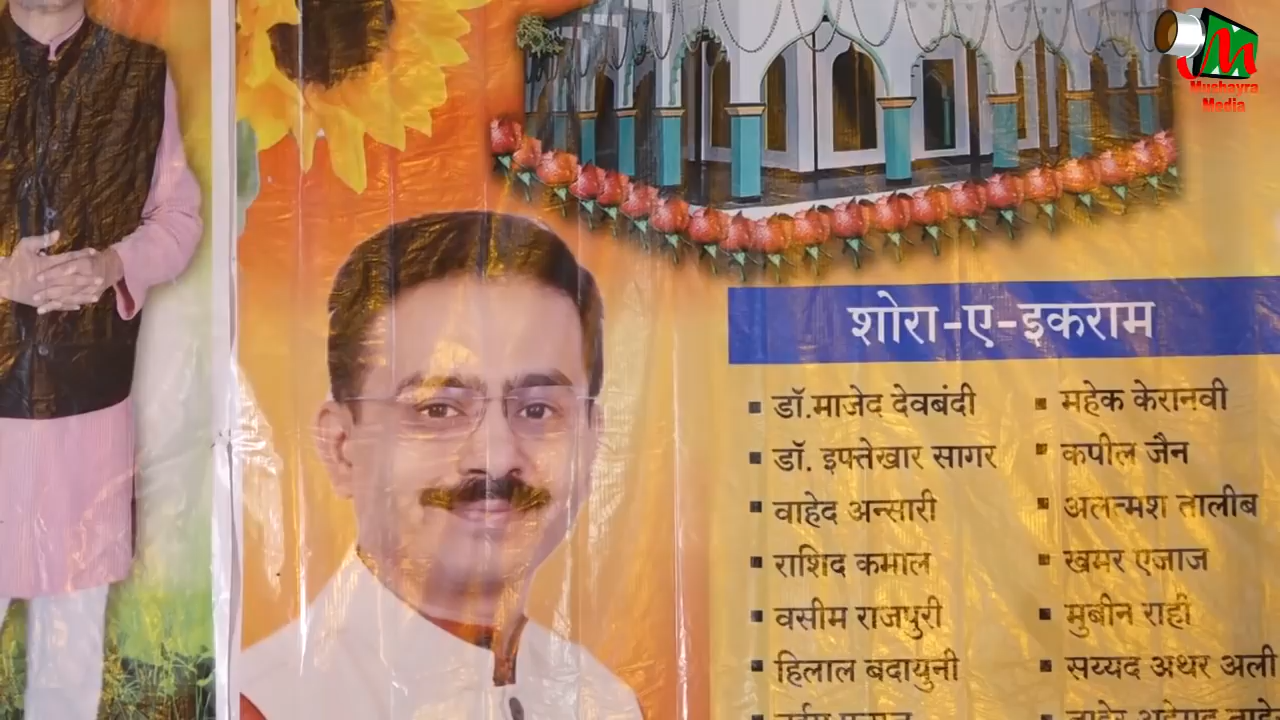 Mushayra
Media
शोरा-ए-इकराम
डॉ.माजेद देवबंदी
डॉ. इफ्तेखार सागर
वाहेद अन्सारी
राशिद कमाल
वसीम राजपुरी
हिलाल बदायुनी
महेक केरानवी
कपील जैन
अलत्मश तालीब
खमर एजाज
मुबीन राही
सय्यद अथर अली